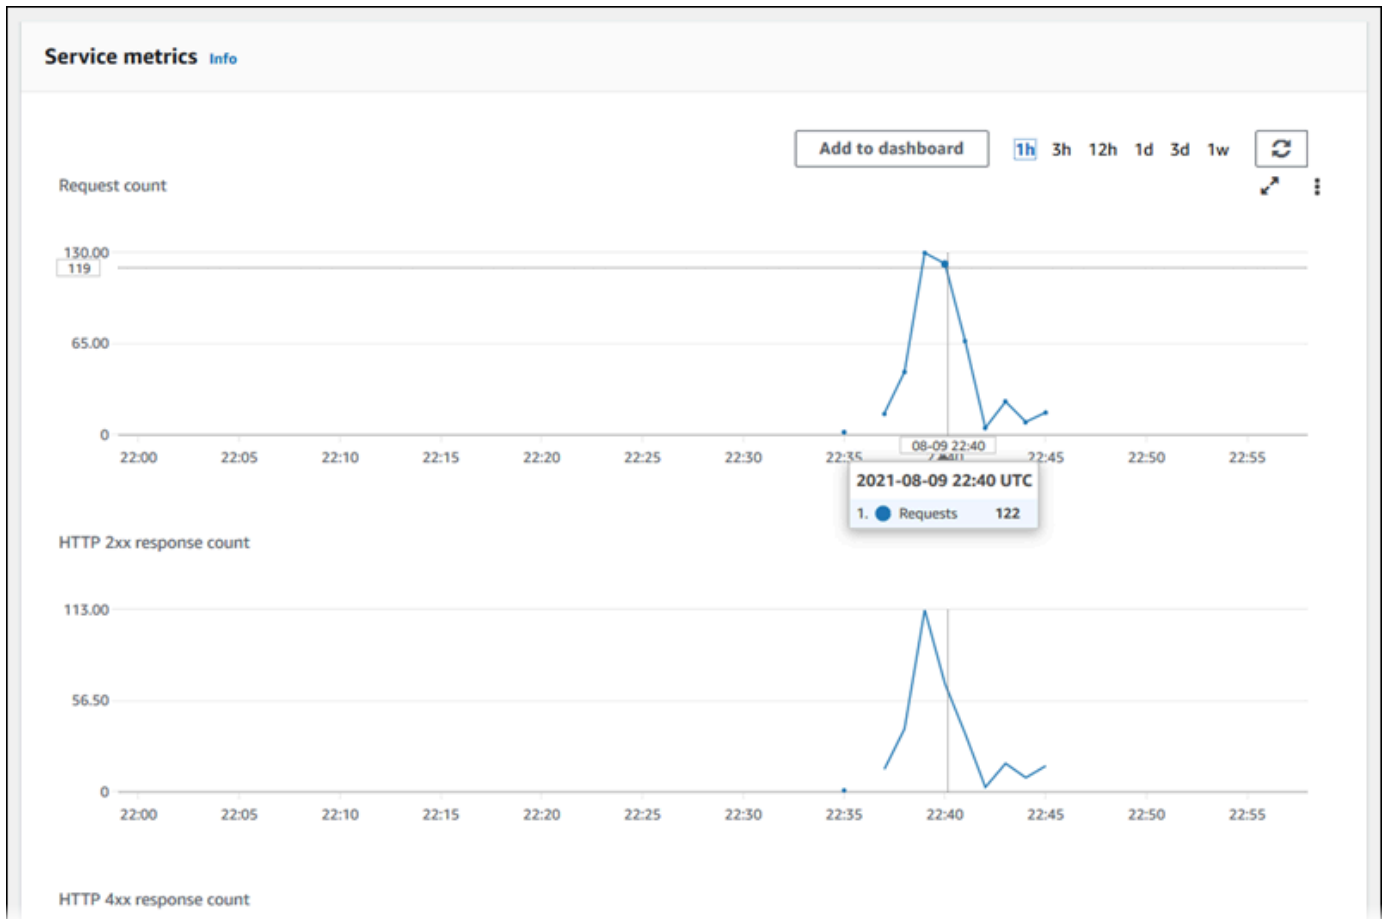 Service metrics Info
Add to dashboard 1h 3h 12h 1d 3d 1w
Request count
130.00
119
65.00
0
22:00 22:05 22:10 22:15 22:20 22:25 22:30 22:35 22:40 22:45 22:50 22:55
08-09 22:40
2021-08-09 22:40 UTC
1. Requests 122
HTTP 2xx response count
113.00
56.50
0
22:00 22:05 22:10 22:15 22:20 22:25 22:30 22:35 22:40 22:45 22:50 22:55
HTTP 4xx response count